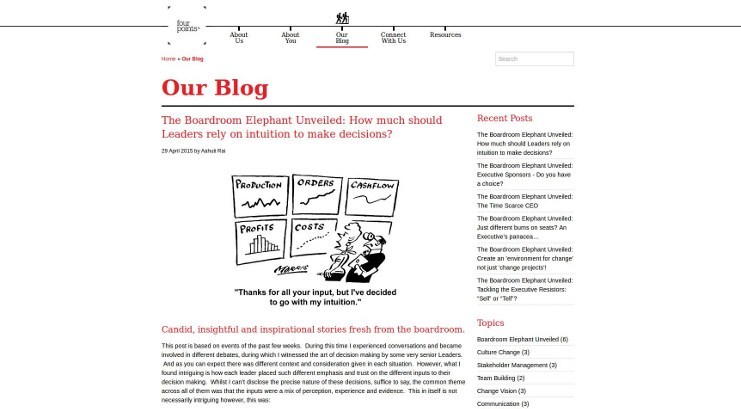 four
points
About
Us
About
You
Our
Blog
Connect
With Us
Resources
Home » Our Blog
Search
Our Blog
The Boardroom Elephant Unveiled: How much should
Leaders rely on intuition to make decisions?
29 April 2015 by Aahuti Rai
PRODUCTION
ORDERS
CASHFLOW
PROFITS
COSTS
MORRIS
"Thanks for all your input, but I've decided
to go with my intuition."
Candid, insightful and inspirational stories fresh from the boardroom.
This post is based on events of the past few weeks. During this time I experienced conversations and became
involved in different debates, during which I witnessed the art of decision making by some very senior Leaders.
And as you can expect there was different context and consideration given in each situation. However, what I
found intriguing is how each leader placed such different emphasis and trust on the different inputs to their
decision making. Whilst I can't disclose the precise nature of these decisions, suffice to say, the common theme
across all of them was that the inputs were a mix of perception, experience and evidence. This in itself is not
necessarily intriguing however, this was:
Recent Posts
The Boardroom Elephant Unveiled:
How much should Leaders rely on
intuition to make decisions?
The Boardroom Elephant Unveiled:
Executive Sponsors - Do you have
a choice?
The Boardroom Elephant Unveiled:
The Time Scarce CEO
The Boardroom Elephant Unveiled:
Just different bums on seats? An
Executive's panacea...
The Boardroom Elephant Unveiled:
Create an 'environment for change'
not just 'change projects'!
The Boardroom Elephant Unveiled:
Tackling the Executive Resistors:
"Sell" or "Tell"?
Topics
Boardroom Elephant Unveiled (6)
Culture Change (3)
Stakeholder Management (3)
Team Building (2)
Change Vision (3)
Communication (3)